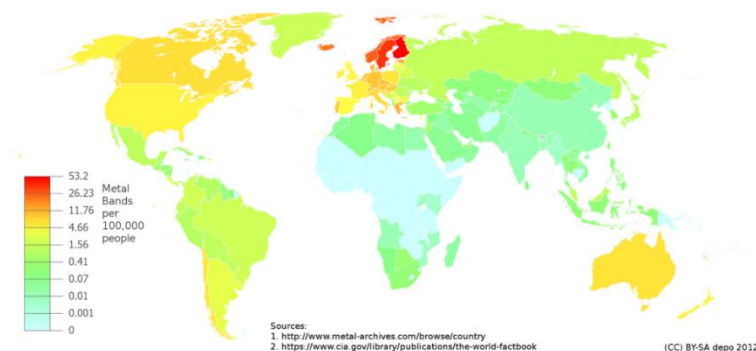 53.2
26.23
11.76
4.66
1.56
0.41
0.07
0.01
0.001
0
Metal
Bands
per
100,000
people
Sources:
1. http://www.metal-archives.com/browse/country
2. https://www.cia.gov/library/publications/the-world-factbook
(CC) BY-SA depo 2012